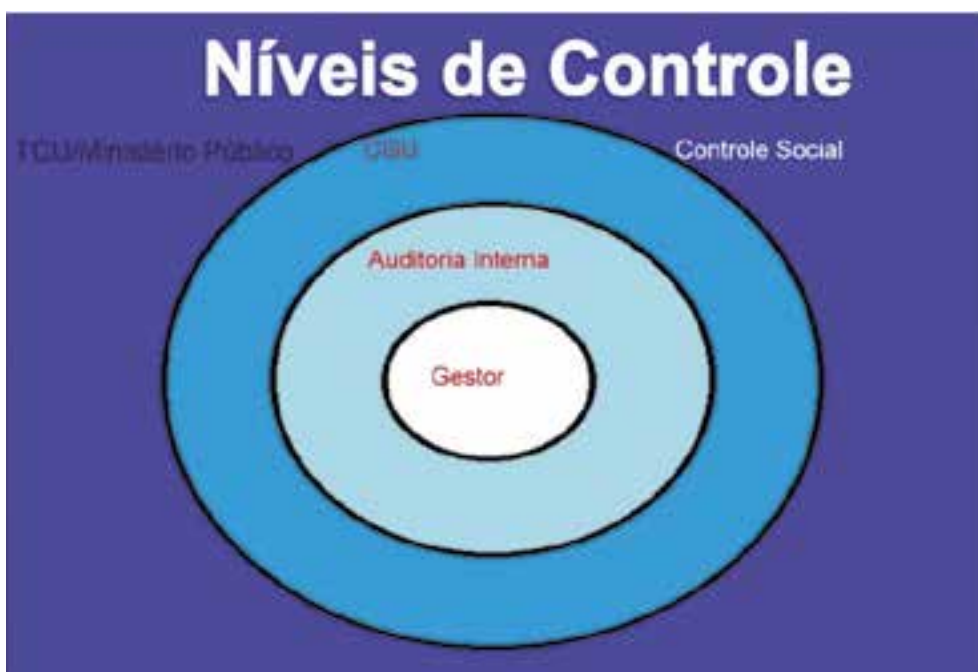 Níveis de Controle
TCU/Ministério Público CGU Controle Social
Auditoria Interna
Gestor